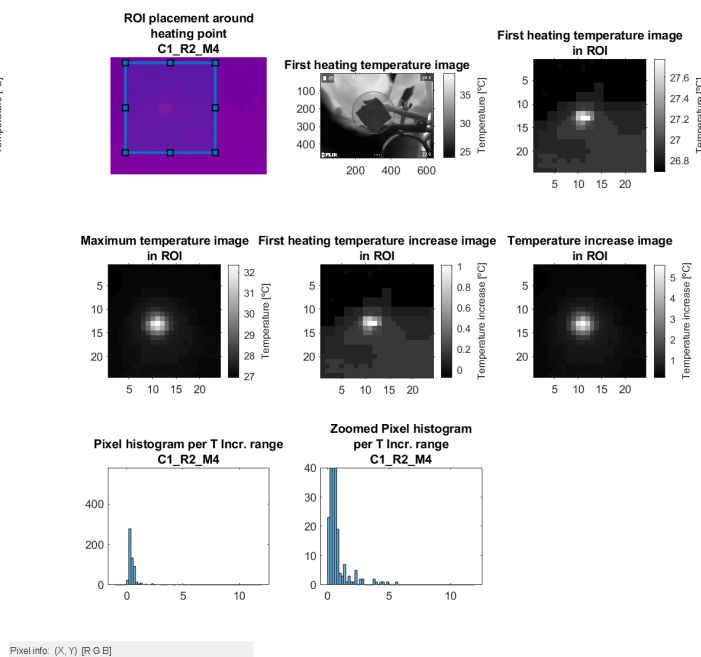 ROI placement around
heating point
C1_R2_M4
First heating temperature image
100
200
300
400
200 400 600
35
30
25
Temperature [ºC]
FLIR
First heating temperature image
in ROI
5
10
15
20
5 10 15 20
27.6
27.4
27.2
27
26.8
Temperature [ºC]
Maximum temperature image
in ROI
5
10
15
20
5 10 15 20
32
31
30
29
28
27
Temperature [ºC]
First heating temperature increase image
in ROI
5
10
15
20
5 10 15 20
1
0.8
0.6
0.4
0.2
0
Temperature increase [ºC]
Temperature increase image
in ROI
5
10
15
20
5 10 15 20
5
4
3
2
1
Temperature increase [ºC]
Pixel histogram per T Incr. range
C1_R2_M4
400
200
0
0 5 10
Zoomed Pixel histogram
per T Incr. range
C1_R2_M4
40
30
20
10
0
0 5 10
Pixel info: (X, Y) [R G B]